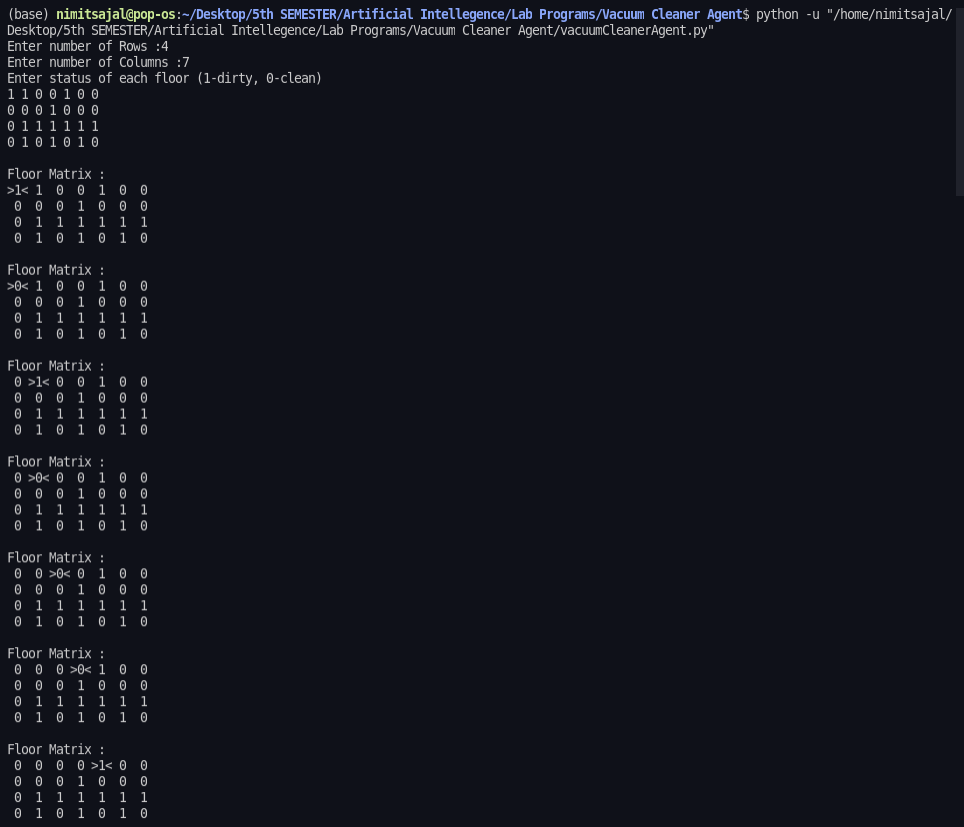 (base) nimitsajal@pop-os:~/Desktop/5th SEMESTER/Artificial Intellegence/Lab Programs/Vacuum Cleaner Agent$ python -u "/home/nimitsajal/
Desktop/5th SEMESTER/Artificial Intellegence/Lab Programs/Vacuum Cleaner Agent/vacuumCleanerAgent.py"
Enter number of Rows :4
Enter number of Columns :7
Enter status of each floor (1-dirty, 0-clean)
1 1 0 0 1 0 0
0 0 0 1 0 0 0
0 1 1 1 1 1 1
0 1 0 1 0 1 0

Floor Matrix :
>1< 1  0  0  1  0  0
 0  0  0  1  0  0  0
 0  1  1  1  1  1  1
 0  1  0  1  0  1  0

Floor Matrix :
>0< 1  0  0  1  0  0
 0  0  0  1  0  0  0
 0  1  1  1  1  1  1
 0  1  0  1  0  1  0

Floor Matrix :
 0 >1< 0  0  1  0  0
 0  0  0  1  0  0  0
 0  1  1  1  1  1  1
 0  1  0  1  0  1  0

Floor Matrix :
 0 >0< 0  0  1  0  0
 0  0  0  1  0  0  0
 0  1  1  1  1  1  1
 0  1  0  1  0  1  0

Floor Matrix :
 0  0 >0< 0  1  0  0
 0  0  0  1  0  0  0
 0  1  1  1  1  1  1
 0  1  0  1  0  1  0

Floor Matrix :
 0  0  0 >0< 1  0  0
 0  0  0  1  0  0  0
 0  1  1  1  1  1  1
 0  1  0  1  0  1  0

Floor Matrix :
 0  0  0  0 >1< 0  0
 0  0  0  1  0  0  0
 0  1  1  1  1  1  1
 0  1  0  1  0  1  0